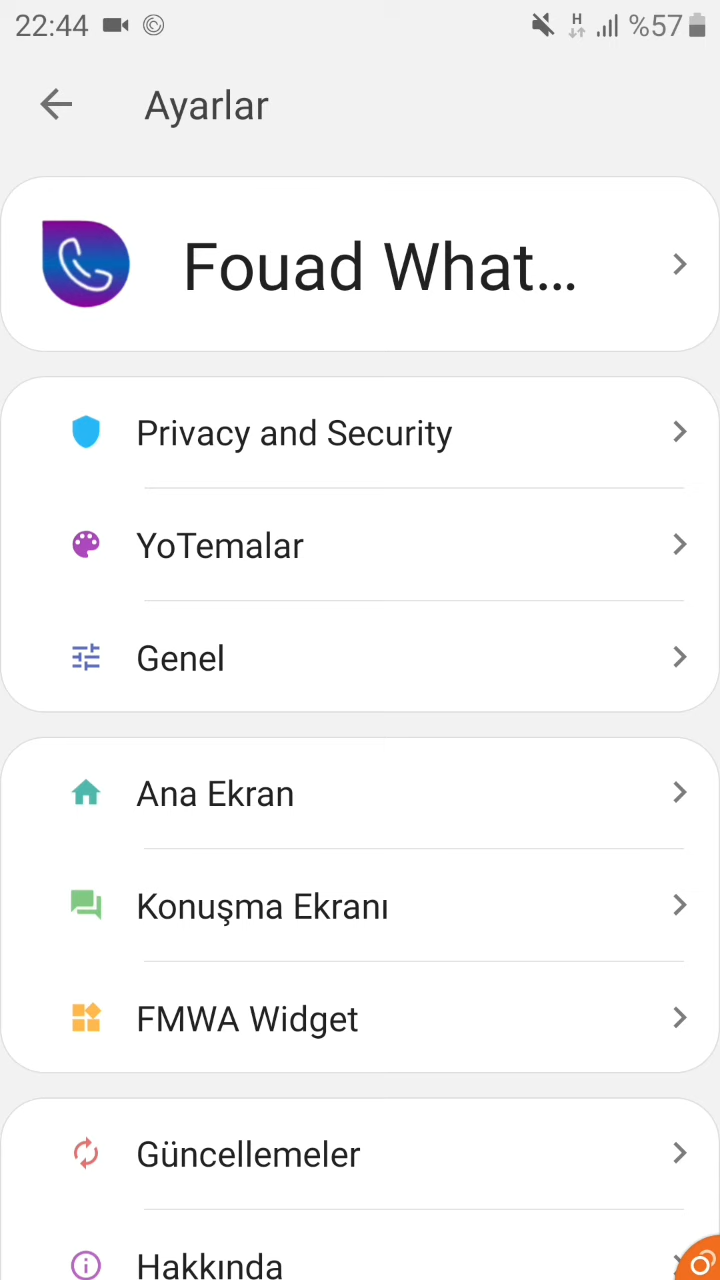 22:44 H %57
Ayarlar
Fouad What...
Privacy and Security
YoTemalar
Genel
Ana Ekran
Konuşma Ekranı
FMWA Widget
Güncellemeler
Hakkında